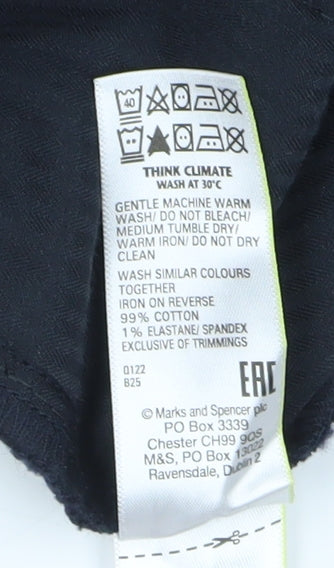 40
THINK CLIMATE
WASH AT 30°C
GENTLE MACHINE WARM
WASH/ DO NOT BLEACH/
MEDIUM TUMBLE DRY/
WARM IRON/ DO NOT DRY
CLEAN
WASH SIMILAR COLOURS
TOGETHER
IRON ON REVERSE
99% COTTON
1% ELASTANE/ SPANDEX
EXCLUSIVE OF TRIMMINGS
0122
B25
EAC
© Marks and Spencer plc
PO Box 3339
Chester CH99 9QS
M&S, PO Box 13022
Ravensdale, Dublin 2